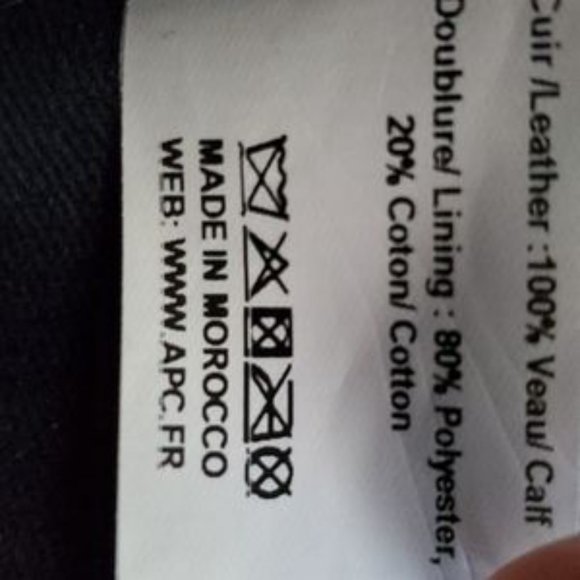 Cuir /Leather :100% Veau/ Calf
Doublure/ Lining : 80% Polyester,
20% Coton/ Cotton
MADE IN MOROCCO
WEB: WWW.APC.FR